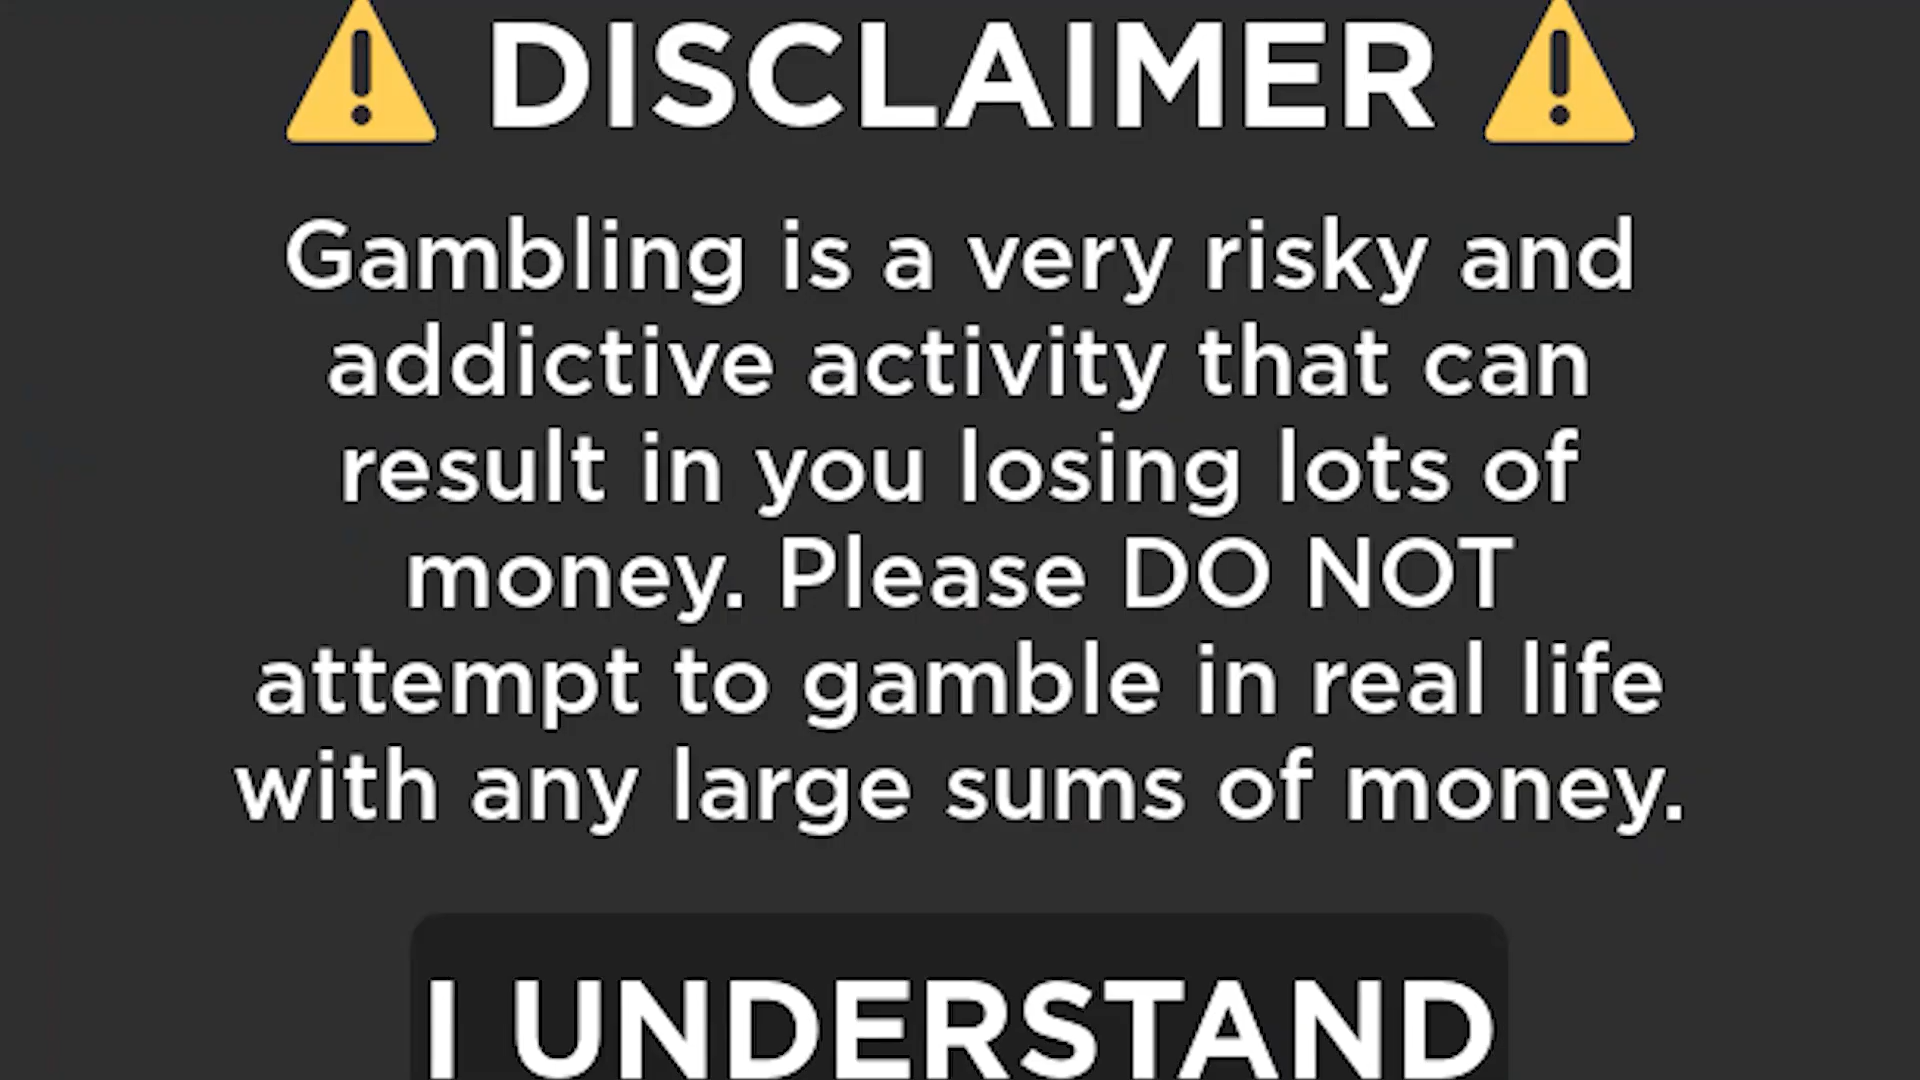 ⚠ DISCLAIMER ⚠
Gambling is a very risky and
addictive activity that can
result in you losing lots of
money. Please DO NOT
attempt to gamble in real life
with any large sums of money.
I UNDERSTAND